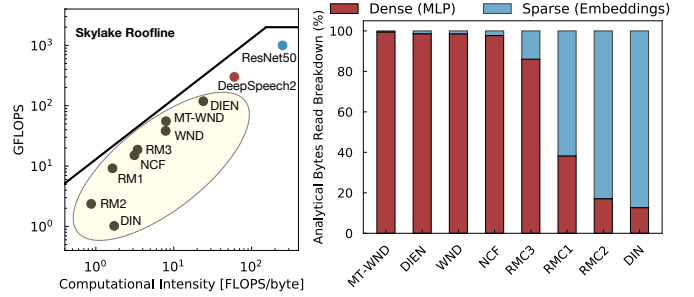 Skylake Roofline
ResNet50
DeepSpeech2
DIEN
MT-WND
WND
RM3
NCF
RM1
RM2
DIN
GFLOPS
10³
10²
10¹
10⁰
10⁰ 10¹ 10²
Computational Intensity [FLOPS/byte]
Dense (MLP) Sparse (Embeddings)
Analytical Bytes Read Breakdown (%)
100
80
60
40
20
0
MT-WND DIEN WND NCF RMC3 RMC1 RMC2 DIN